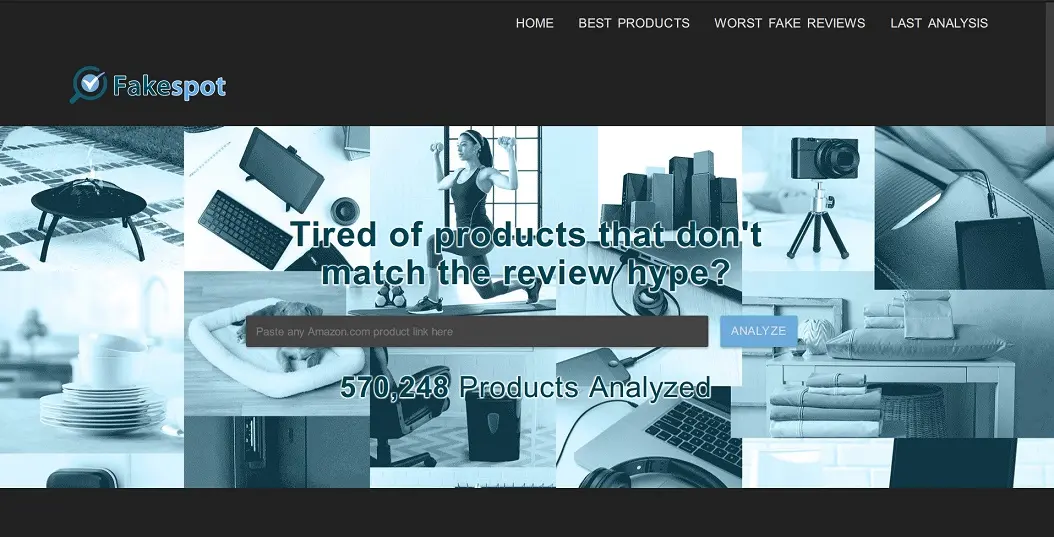 HOME BEST PRODUCTS WORST FAKE REVIEWS LAST ANALYSIS
Fakespot
Tired of products that don't
match the review hype?
Paste any Amazon.com product link here
ANALYZE
570,248 Products Analyzed